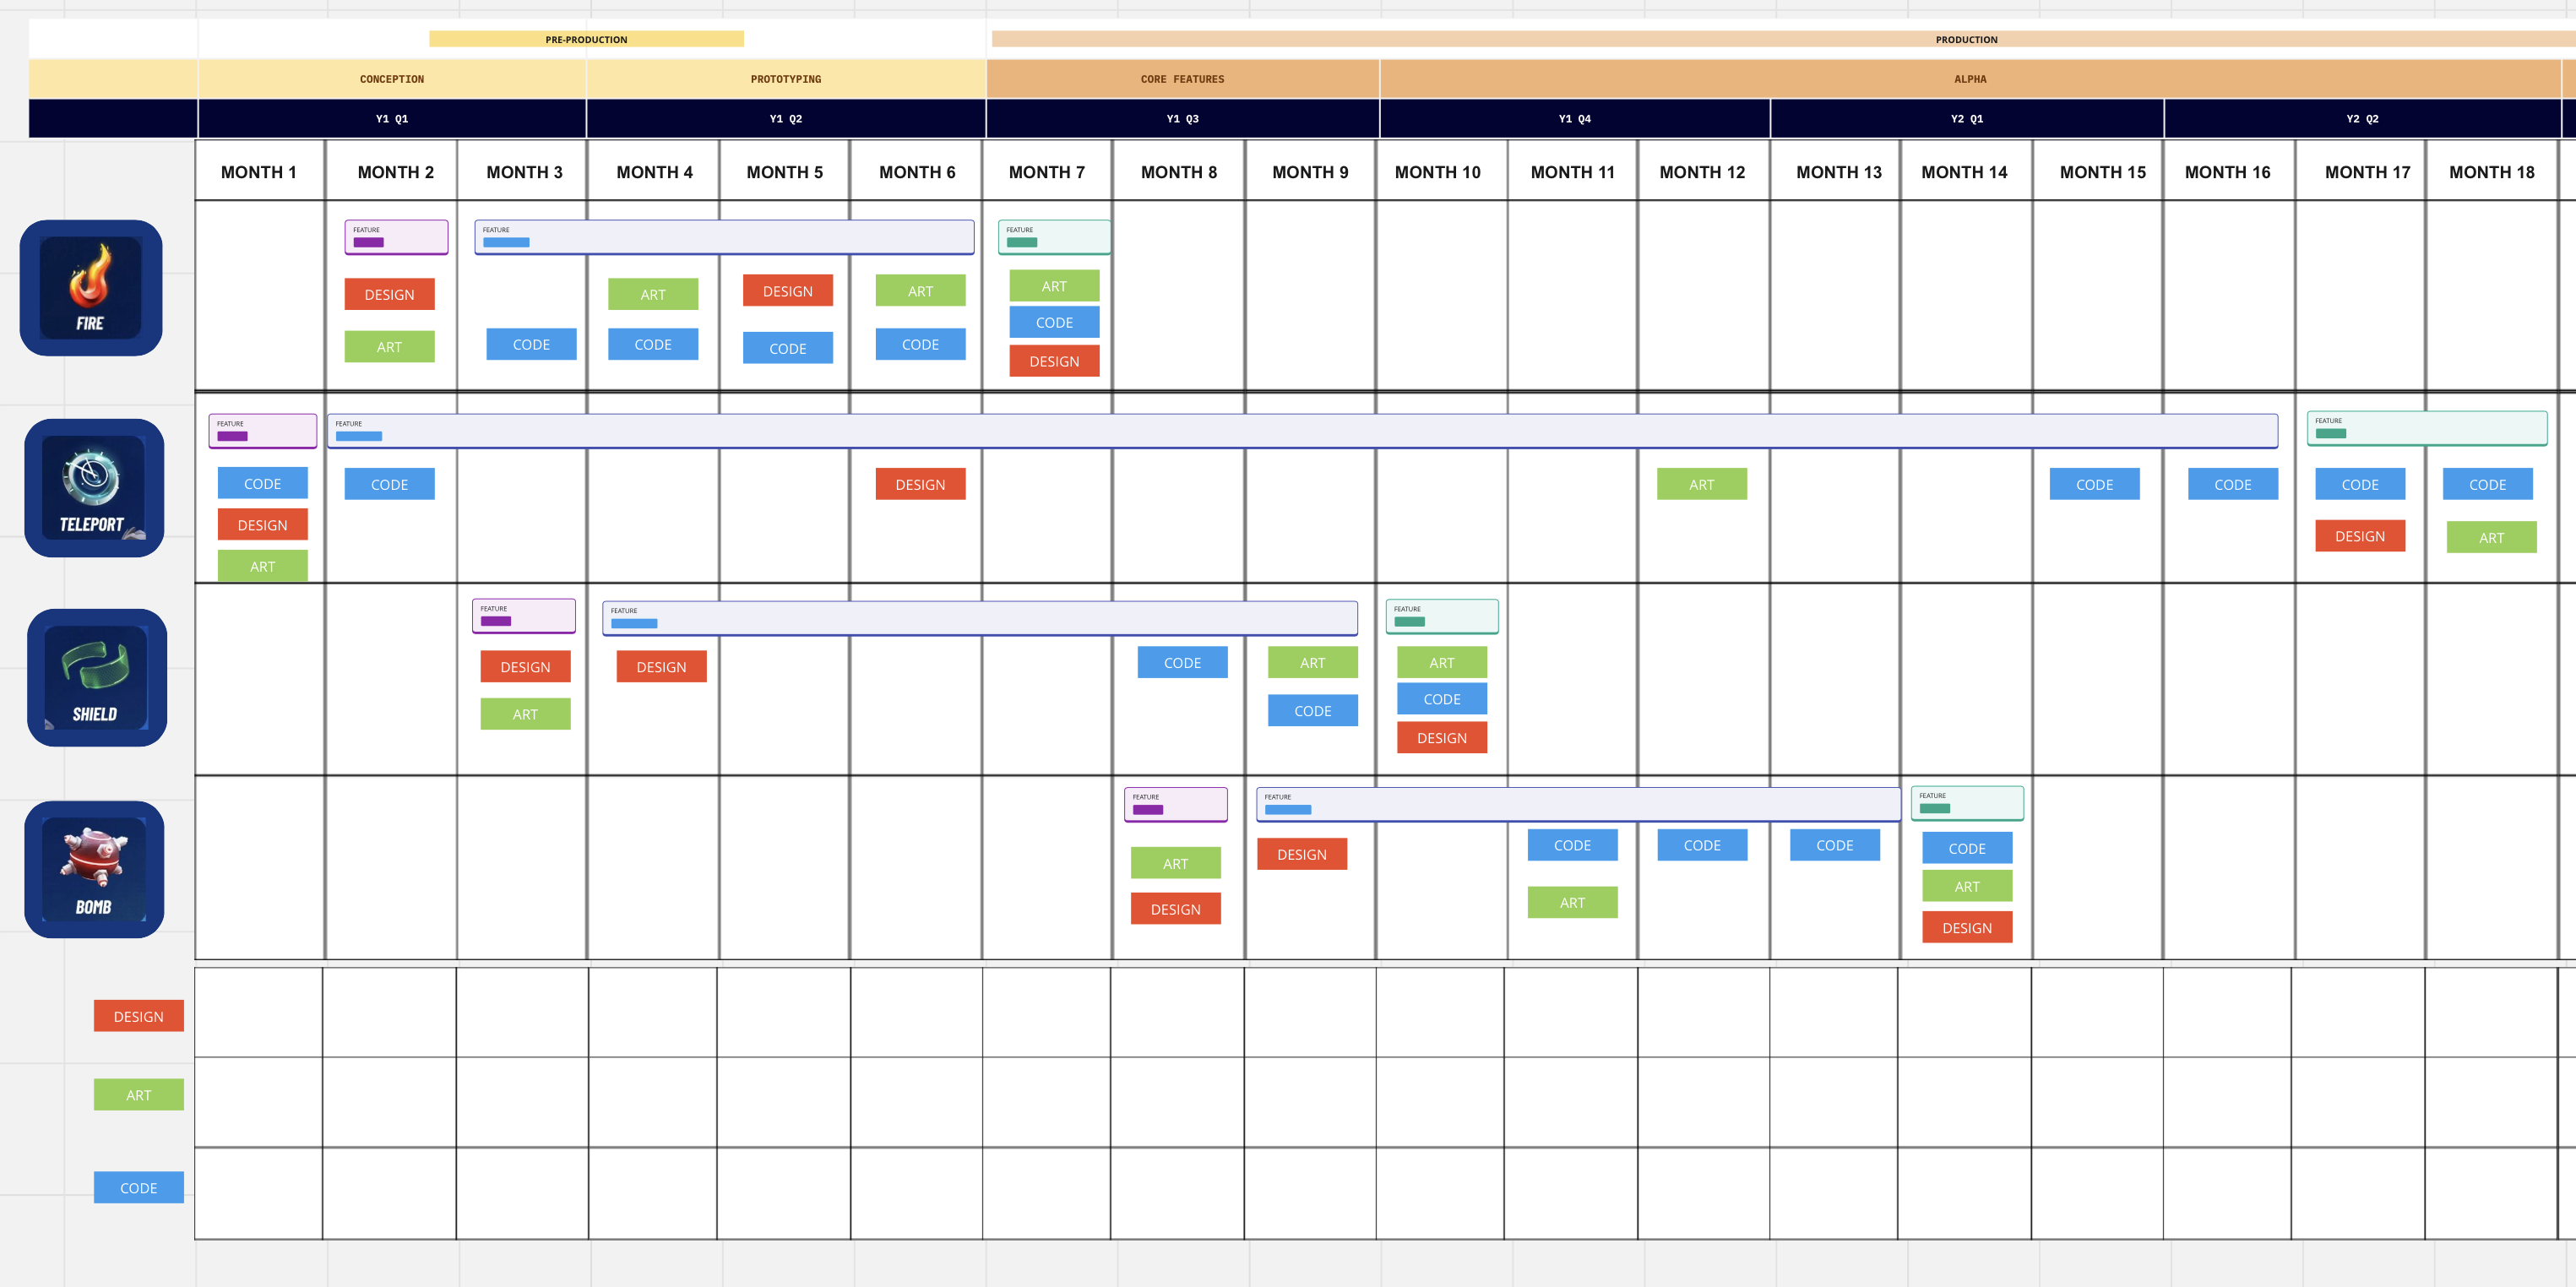 PRE-PRODUCTION PRODUCTION
CONCEPTION PROTOTYPING CORE FEATURES ALPHA
Y1 Q1 Y1 Q2 Y1 Q3 Y1 Q4 Y2 Q1 Y2 Q2
MONTH 1 MONTH 2 MONTH 3 MONTH 4 MONTH 5 MONTH 6 MONTH 7 MONTH 8 MONTH 9 MONTH 10 MONTH 11 MONTH 12 MONTH 13 MONTH 14 MONTH 15 MONTH 16 MONTH 17 MONTH 18
FEATURE FEATURE FEATURE
DESIGN ART DESIGN ART ART
FIRE CODE
ART CODE CODE CODE CODE DESIGN
FEATURE FEATURE FEATURE
CODE CODE DESIGN ART CODE CODE CODE CODE
TELEPORT
DESIGN DESIGN ART
ART
FEATURE FEATURE FEATURE
DESIGN DESIGN CODE ART ART
CODE
SHIELD
ART CODE DESIGN
FEATURE FEATURE FEATURE
DESIGN CODE CODE CODE CODE
ART ART
BOMB
DESIGN ART DESIGN
DESIGN
ART
CODE